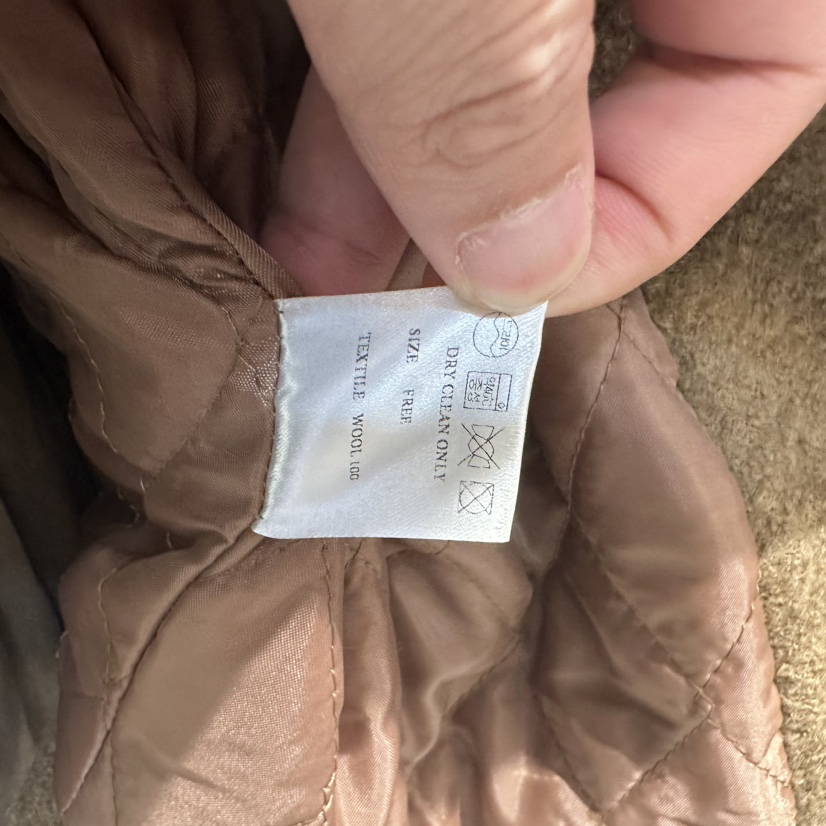 DRY CLEAN ONLY
SIZE FREE
TEXTILE WOOL 100